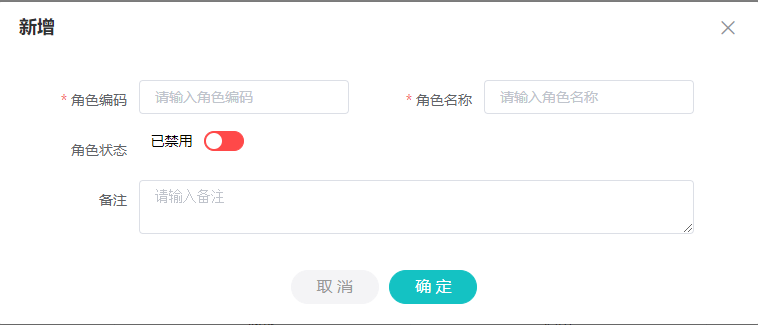 新增
* 角色编码 请输入角色编码 * 角色名称 请输入角色名称
角色状态 已禁用
备注 请输入备注
取消 确定